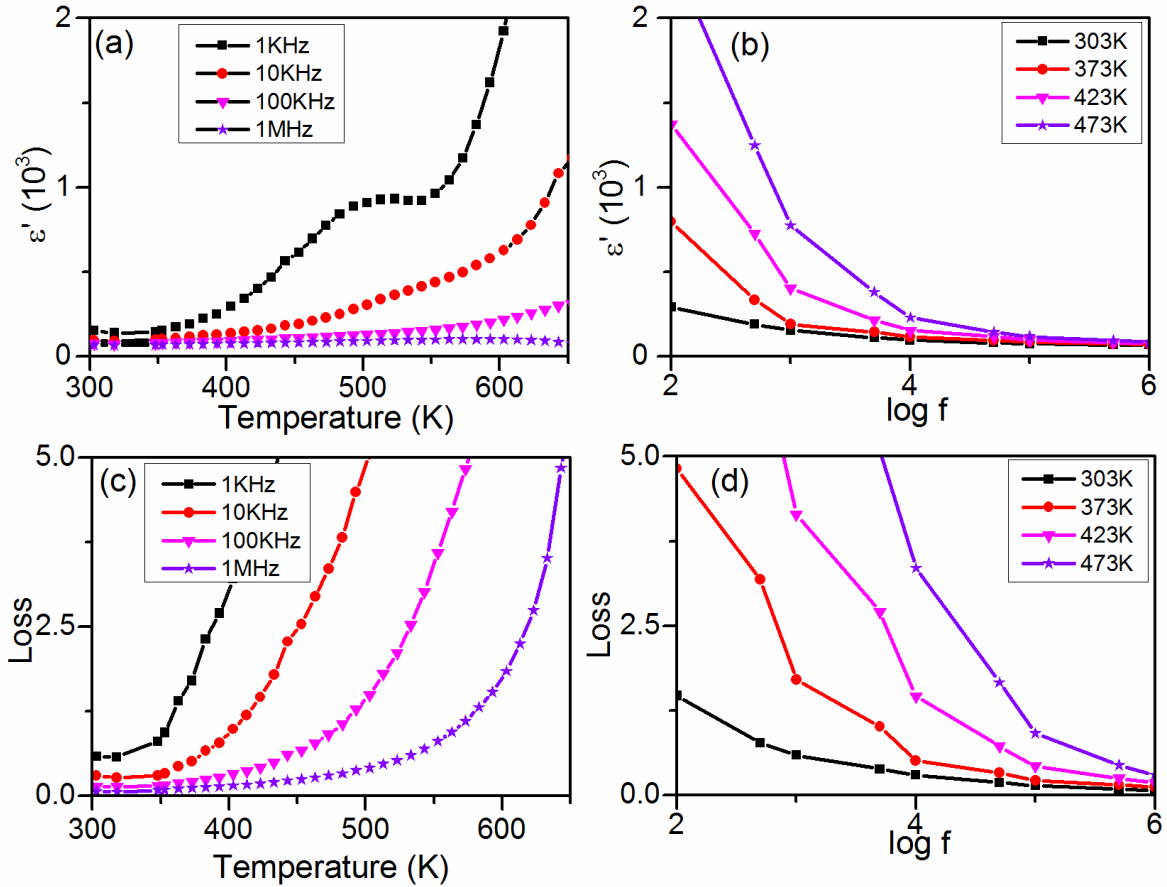 (a)
1KHz
10KHz
100KHz
1MHz
ε' (10³)
2
1
0
300 400 500 600
Temperature (K)
(b)
303K
373K
423K
473K
ε' (10³)
2
1
0
2 4 6
log f
(c)
1KHz
10KHz
100KHz
1MHz
Loss
5.0
2.5
0.0
300 400 500 600
Temperature (K)
(d)
303K
373K
423K
473K
Loss
5.0
2.5
0.0
2 4 6
log f